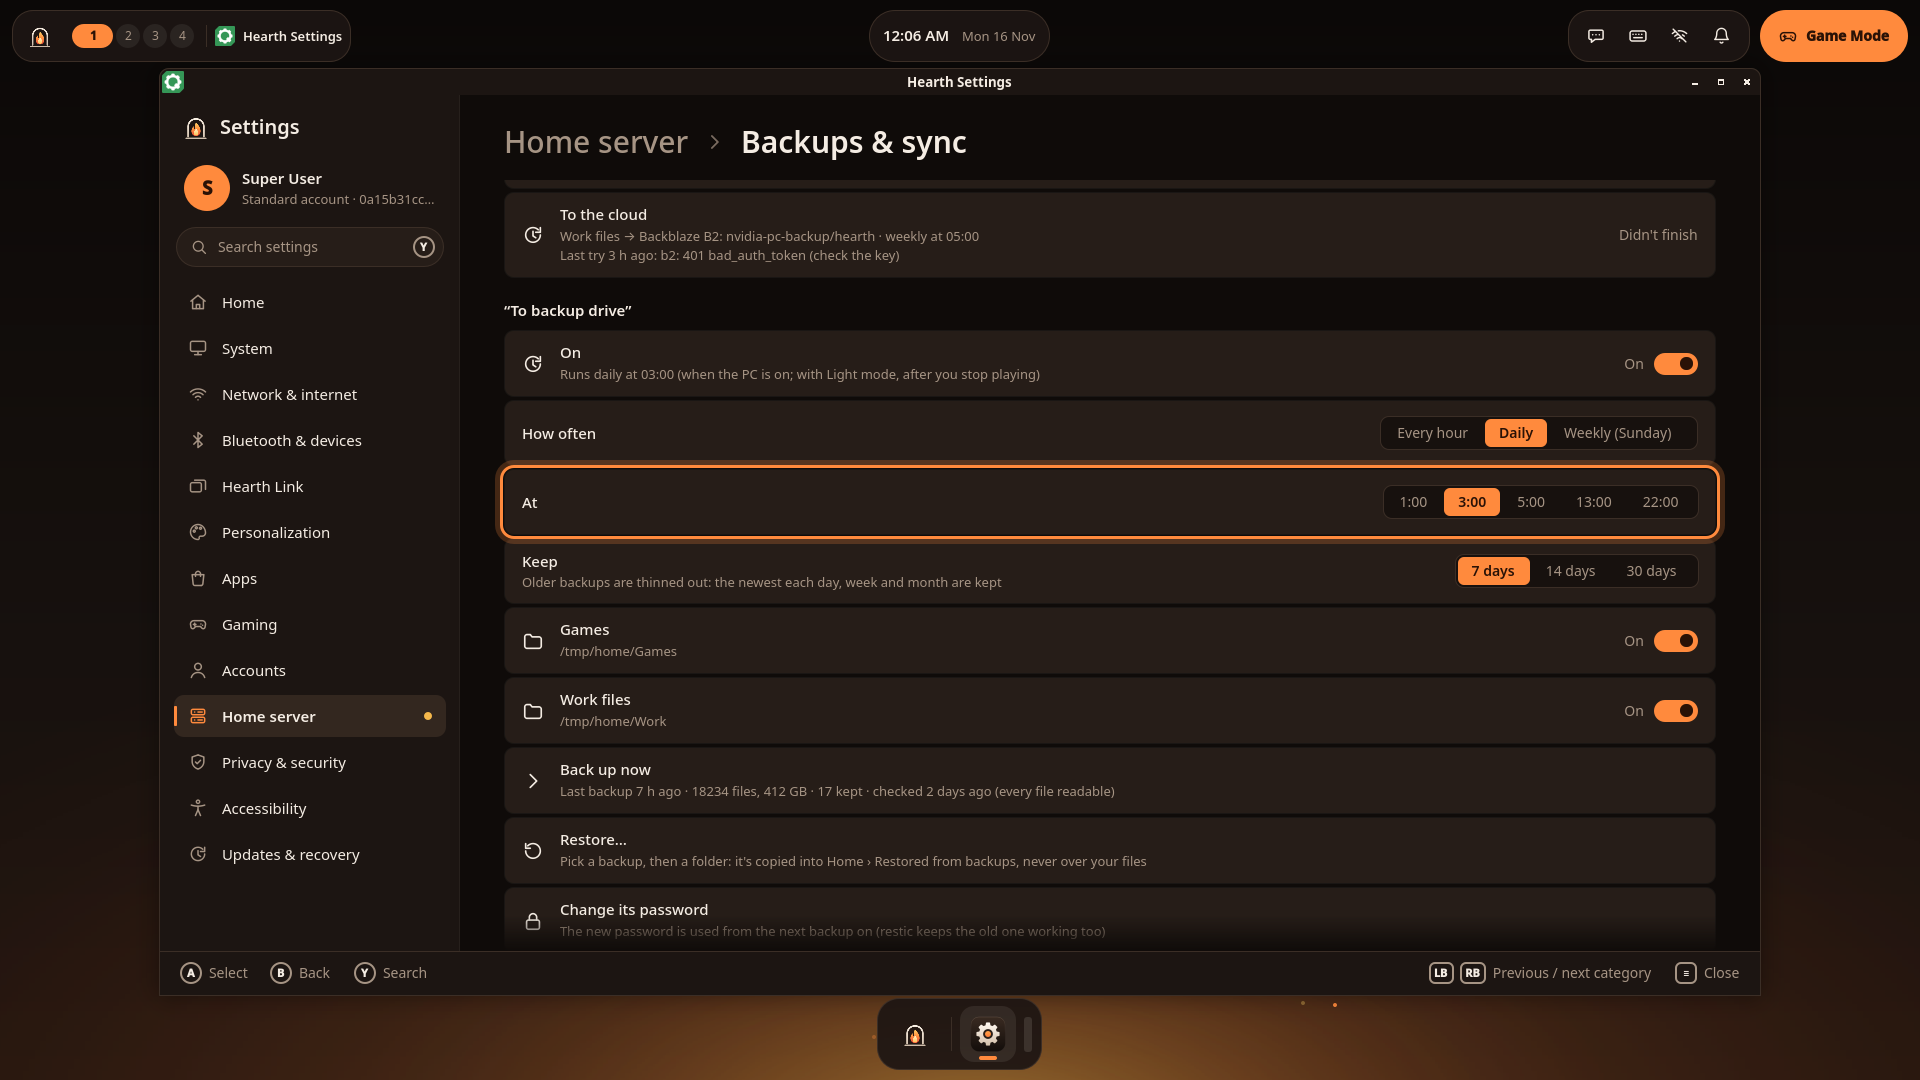 1 2 3 4 Hearth Settings
12:06 AM Mon 16 Nov
Game Mode
Hearth Settings
Settings
S
Super User
Standard account · 0a15b31cc...
Search settings Y
Home
System
Network & internet
Bluetooth & devices
Hearth Link
Personalization
Apps
Gaming
Accounts
Home server
Privacy & security
Accessibility
Updates & recovery
Home server > Backups & sync
To the cloud
Work files → Backblaze B2: nvidia-pc-backup/hearth · weekly at 05:00
Last try 3 h ago: b2: 401 bad_auth_token (check the key)
Didn't finish
“To backup drive”
On
Runs daily at 03:00 (when the PC is on; with Light mode, after you stop playing)
On
How often
Every hour Daily Weekly (Sunday)
At
1:00 3:00 5:00 13:00 22:00
Keep
Older backups are thinned out: the newest each day, week and month are kept
7 days 14 days 30 days
Games
/tmp/home/Games
On
Work files
/tmp/home/Work
On
Back up now
Last backup 7 h ago · 18234 files, 412 GB · 17 kept · checked 2 days ago (every file readable)
Restore...
Pick a backup, then a folder: it's copied into Home › Restored from backups, never over your files
Change its password
The new password is used from the next backup on (restic keeps the old one working too)
A Select B Back Y Search
LB RB Previous / next category ≡ Close